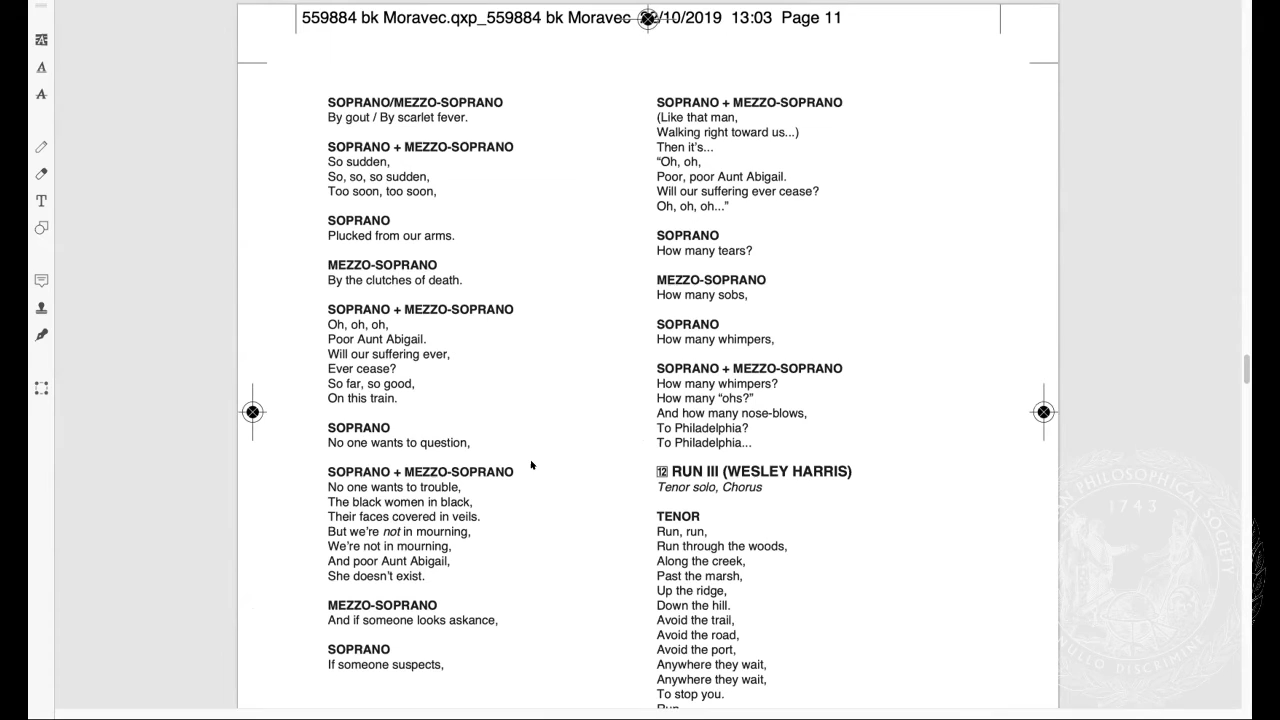 559884 bk Moravec.qxp_559884 bk Moravec /10/2019 13:03 Page 11
SOPRANO/MEZZO-SOPRANO
By gout / By scarlet fever.
SOPRANO + MEZZO-SOPRANO
So sudden,
So, so, so sudden,
Too soon, too soon,
SOPRANO
Plucked from our arms.
MEZZO-SOPRANO
By the clutches of death.
SOPRANO + MEZZO-SOPRANO
Oh, oh, oh,
Poor Aunt Abigail.
Will our suffering ever,
Ever cease?
So far, so good,
On this train.
SOPRANO
No one wants to question,
SOPRANO + MEZZO-SOPRANO
No one wants to trouble,
The black women in black,
Their faces covered in veils.
But we're not in mourning,
We're not in mourning,
And poor Aunt Abigail,
She doesn't exist.
MEZZO-SOPRANO
And if someone looks askance,
SOPRANO
If someone suspects,
SOPRANO + MEZZO-SOPRANO
(Like that man,
Walking right toward us...)
Then it's...
“Oh, oh,
Poor, poor Aunt Abigail.
Will our suffering ever cease?
Oh, oh, oh...”
SOPRANO
How many tears?
MEZZO-SOPRANO
How many sobs,
SOPRANO
How many whimpers,
SOPRANO + MEZZO-SOPRANO
How many whimpers?
How many “ohs?”
And how many nose-blows,
To Philadelphia?
To Philadelphia...
12 RUN III (WESLEY HARRIS)
Tenor solo, Chorus
TENOR
Run, run,
Run through the woods,
Along the creek,
Past the marsh,
Up the ridge,
Down the hill.
Avoid the trail,
Avoid the road,
Avoid the port,
Anywhere they wait,
Anywhere they wait,
To stop you.
PHILOSOPHICAL SOCIETY
1743
NULLO DISCRIMINE